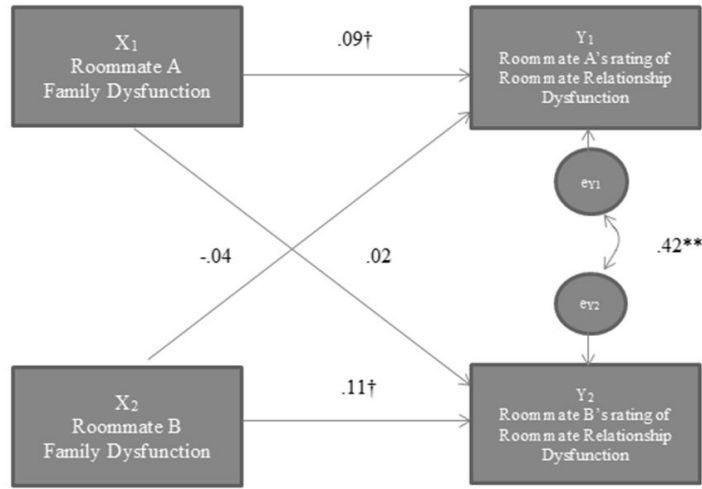 X1
Roommate A
Family Dysfunction
.09†
Y1
Roommate A's rating of
Roommate Relationship
Dysfunction
eY1
-.04
.02
.42**
eY2
X2
Roommate B
Family Dysfunction
.11†
Y2
Roommate B's rating of
Roommate Relationship
Dysfunction